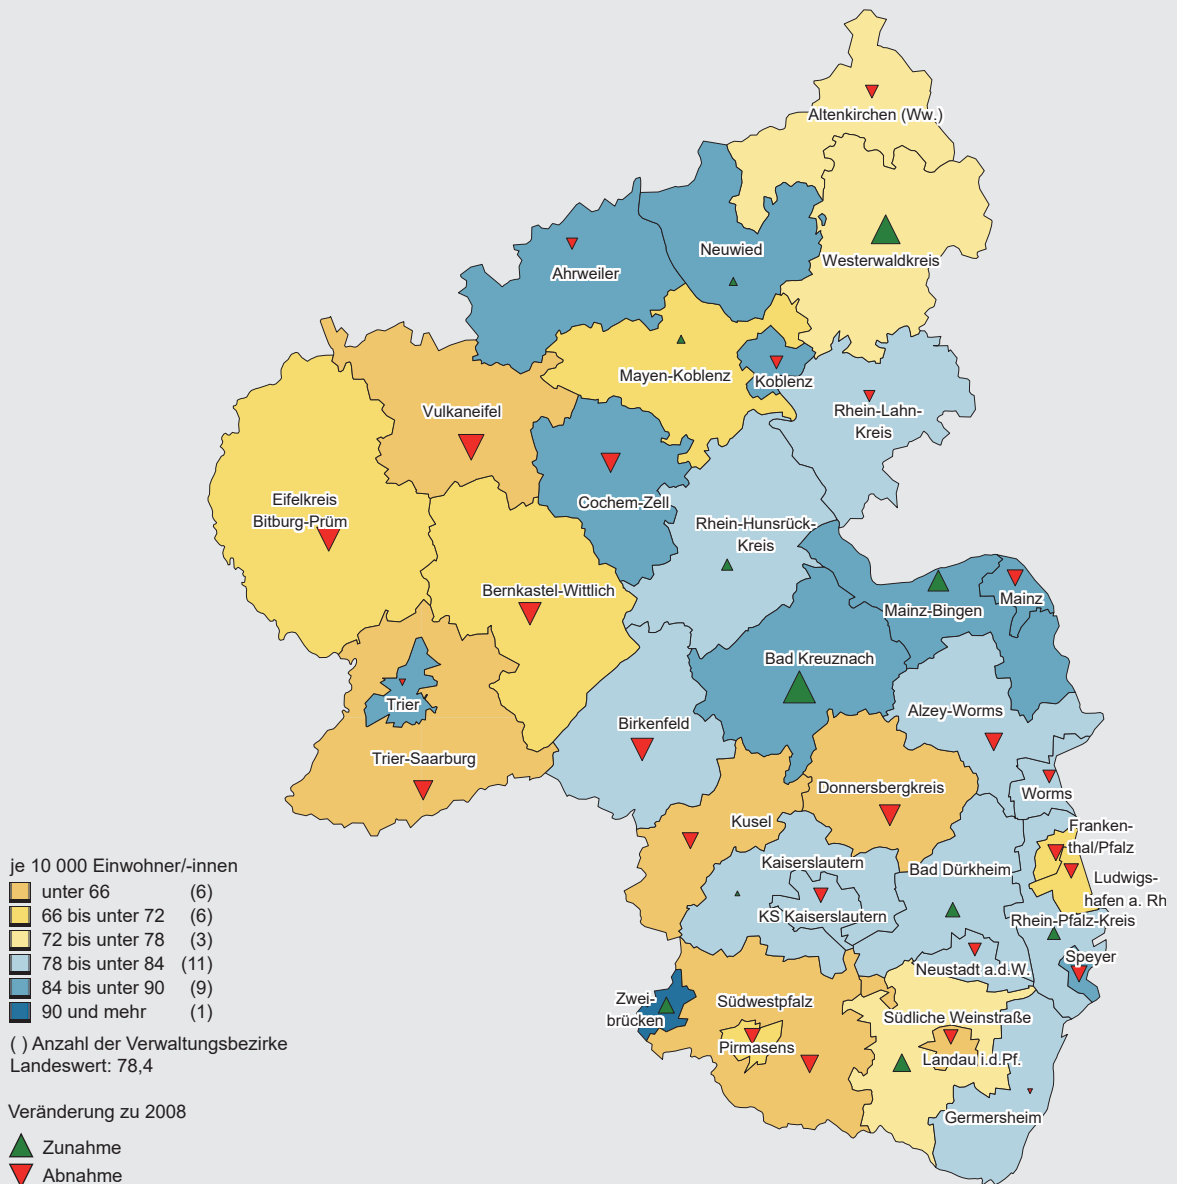 Altenkirchen (Ww.)
Neuwied
Westerwaldkreis
Ahrweiler
Mayen-Koblenz
Koblenz
Rhein-Lahn-
Kreis
Vulkaneifel
Eifelkreis
Bitburg-Prüm
Cochem-Zell
Rhein-Hunsrück-
Kreis
Bernkastel-Wittlich
Mainz-Bingen
Mainz
Bad Kreuznach
Trier
Birkenfeld
Alzey-Worms
Trier-Saarburg
Donnersbergkreis
Worms
Kusel
Franken-
thal/Pfalz
Kaiserslautern
Bad Dürkheim
Ludwigs-
hafen a. Rh
KS Kaiserslautern
Rhein-Pfalz-Kreis
Neustadt a.d.W.
Speyer
Zwei-
brücken
Südwestpfalz
Südliche Weinstraße
Pirmasens
Landau i.d.Pf.
Germersheim
je 10 000 Einwohner/-innen
unter 66 (6)
66 bis unter 72 (6)
72 bis unter 78 (3)
78 bis unter 84 (11)
84 bis unter 90 (9)
90 und mehr (1)
( ) Anzahl der Verwaltungsbezirke
Landeswert: 78,4
Veränderung zu 2008
Zunahme
Abnahme